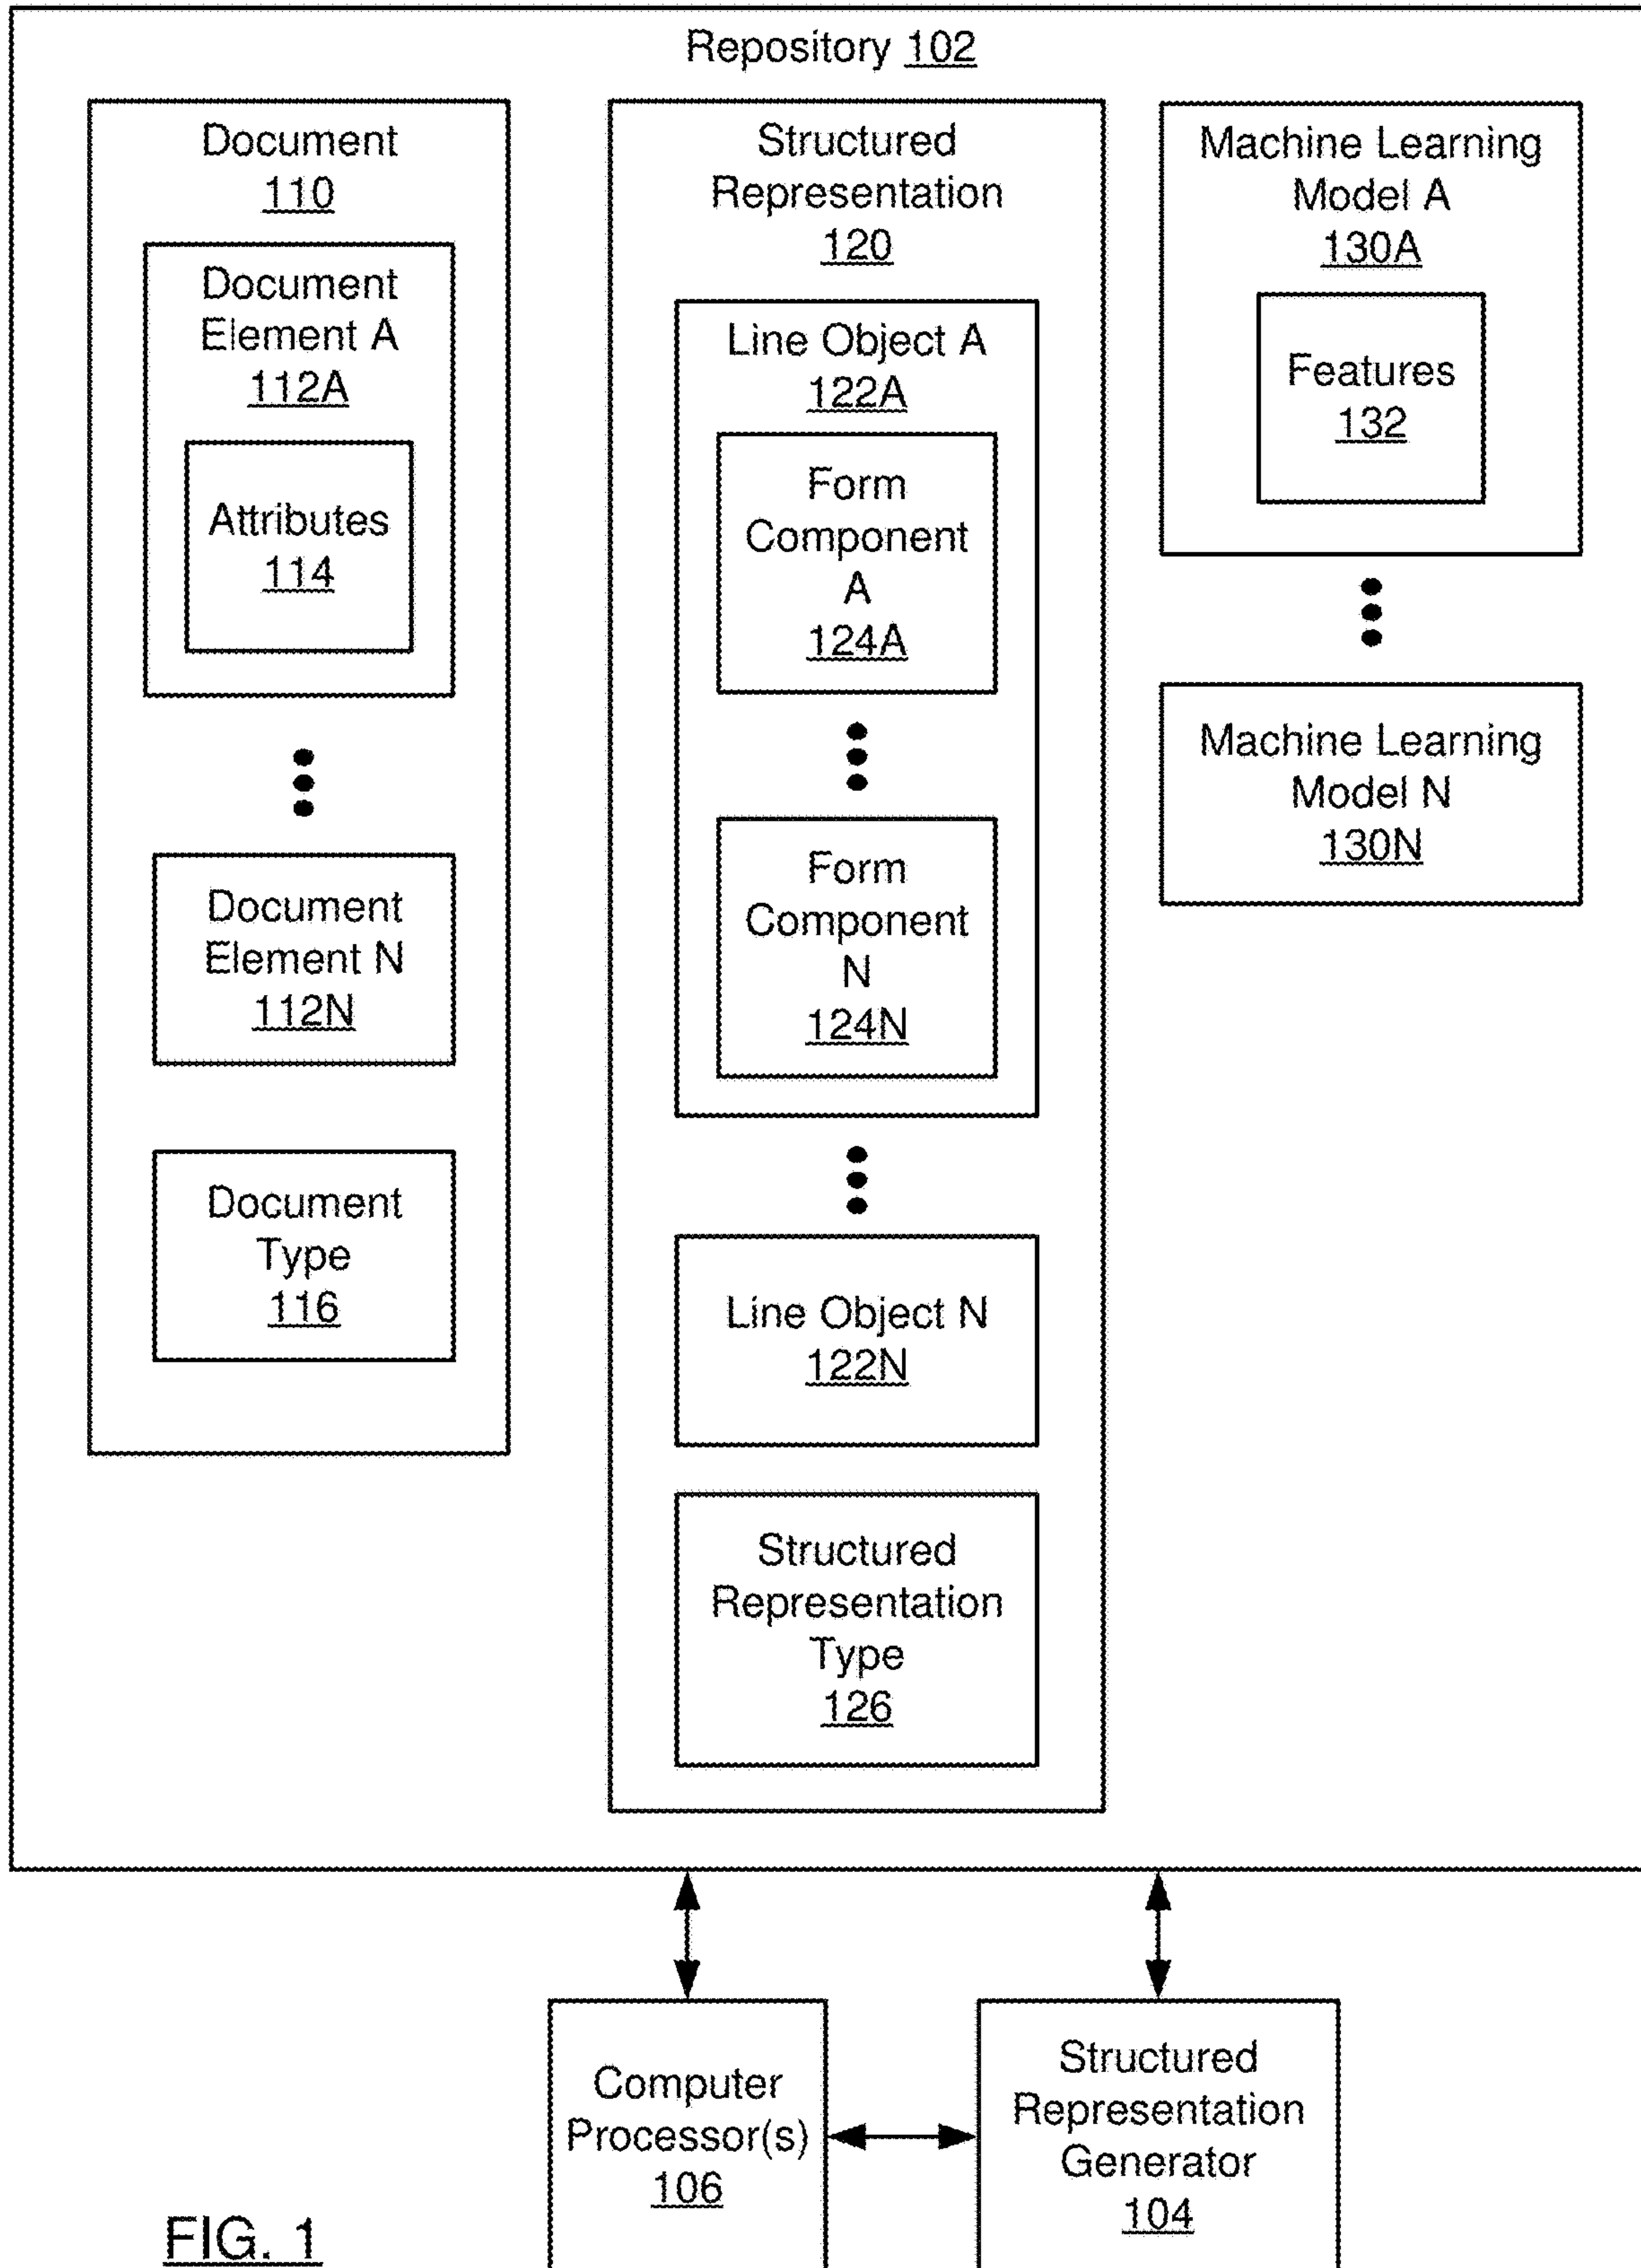 Repository 102
Document
110
Document
Element A
112A
Attributes
114
Document
Element N
112N
Document
Type
116
Structured
Representation
120
Line Object A
122A
Form
Component
A
124A
Form
Component
N
124N
Line Object N
122N
Structured
Representation
Type
126
Machine Learning
Model A
130A
Features
132
Machine Learning
Model N
130N
Computer
Processor(s)
106
Structured
Representation
Generator
104
FIG. 1